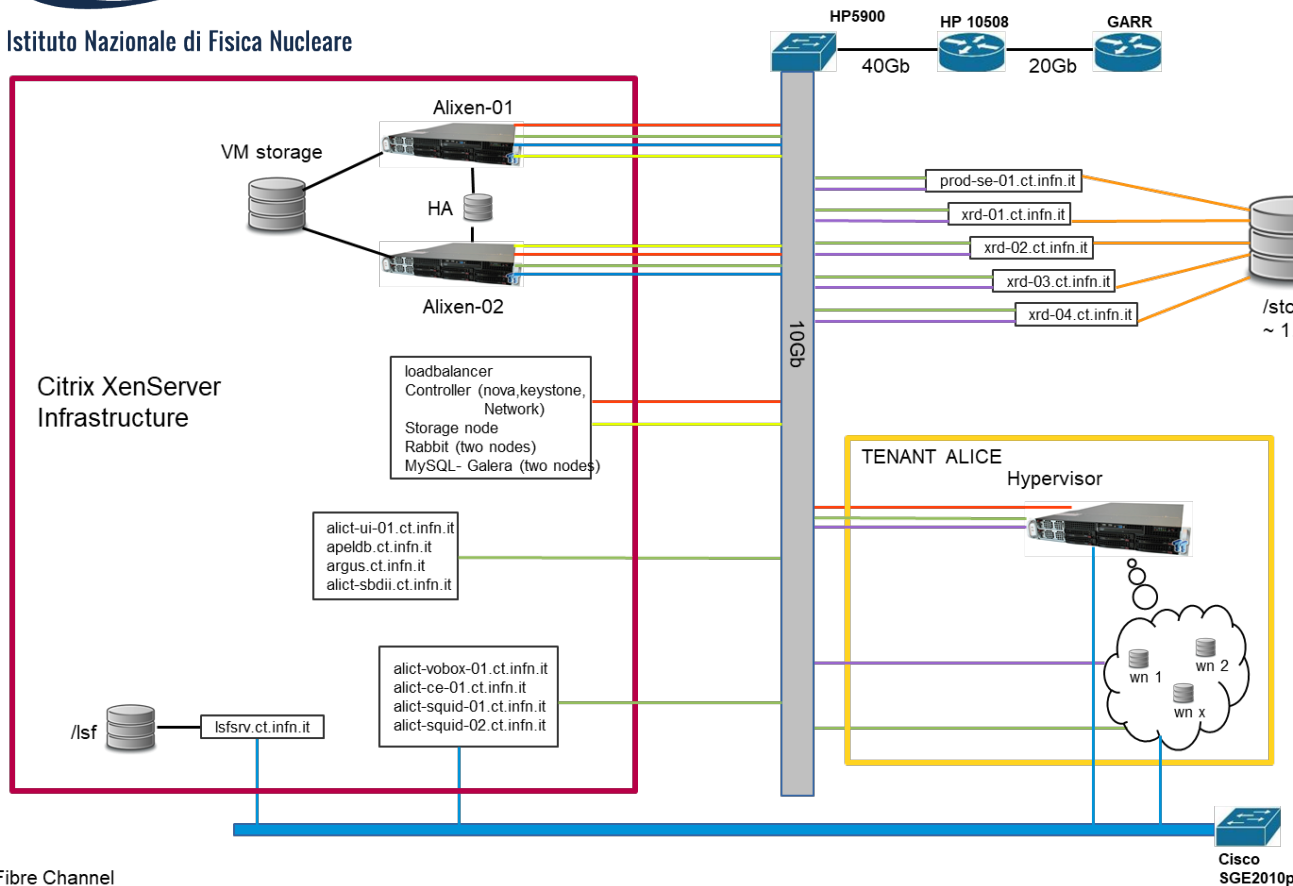 Istituto Nazionale di Fisica Nucleare
HP5900
HP 10508
GARR
40Gb
20Gb
Alixen-01
VM storage
HA
Alixen-02
prod-se-01.ct.infn.it
xrd-01.ct.infn.it
xrd-02.ct.infn.it
xrd-03.ct.infn.it
xrd-04.ct.infn.it
/sto
~ 1
10Gb
Citrix XenServer
Infrastructure
loadbalancer
Controller (nova,keystone,
Network)
Storage node
Rabbit (two nodes)
MySQL- Galera (two nodes)
TENANT ALICE
Hypervisor
alict-ui-01.ct.infn.it
apeldb.ct.infn.it
argus.ct.infn.it
alict-sbdii.ct.infn.it
alict-vobox-01.ct.infn.it
alict-ce-01.ct.infn.it
alict-squid-01.ct.infn.it
alict-squid-02.ct.infn.it
wn 1
wn 2
wn x
/lsf
lsfsrv.ct.infn.it
Cisco
SGE2010p
Fibre Channel